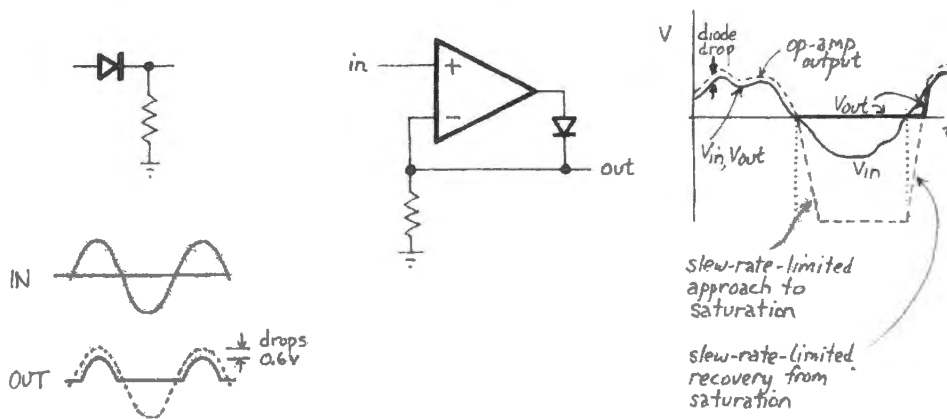 IN
OUT
drops
0.6V
in
+
−
out
V
diode
drop
op-amp
output
Vout
Vin, Vout
Vin
t
slew-rate-limited
approach to
saturation
slew-rate-limited
recovery from
saturation